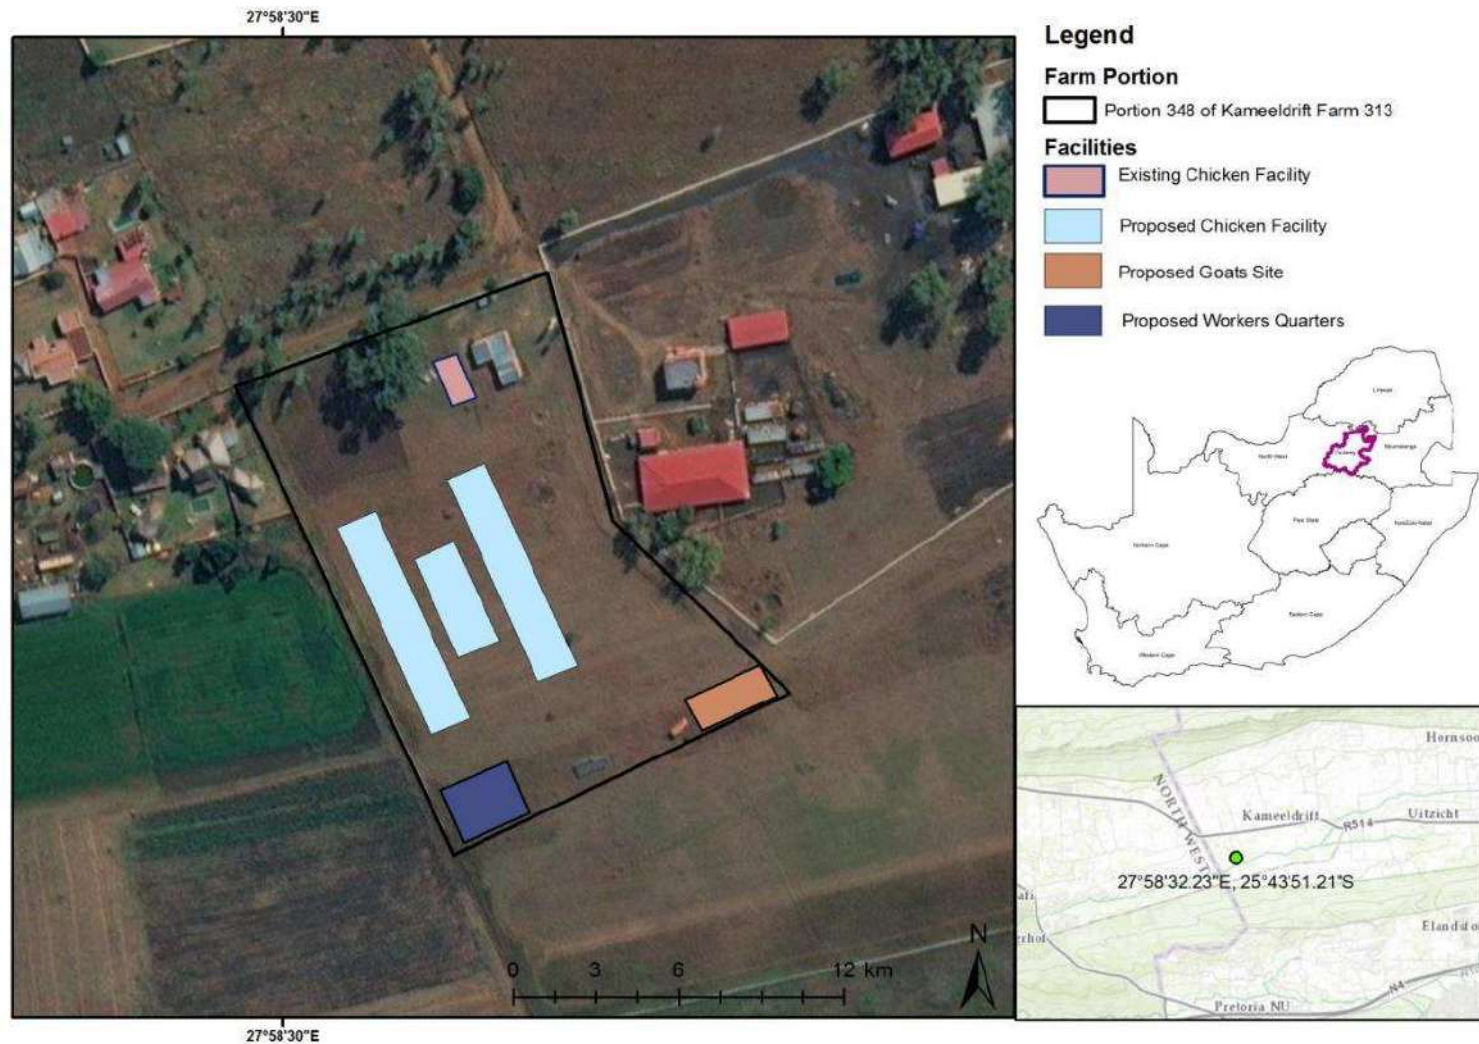 27°58'30"E
Legend
Farm Portion
Portion 348 of Kameeldrift Farm 313
Facilities
Existing Chicken Facility
Proposed Chicken Facility
Proposed Goats Site
Proposed Workers Quarters
Limpopo
North West
Gauteng
Mpumalanga
Free State
KwaZulu-Natal
Northern Cape
Eastern Cape
Western Cape
N
0 3 6 12 km
27°58'30"E
Hornsoo
NORTH WEST
Kameeldrift
Uitzicht
R514
27°58'32.23"E, 25°43'51.21"S
erhof
Elandsfo
N4
Pretoria NU